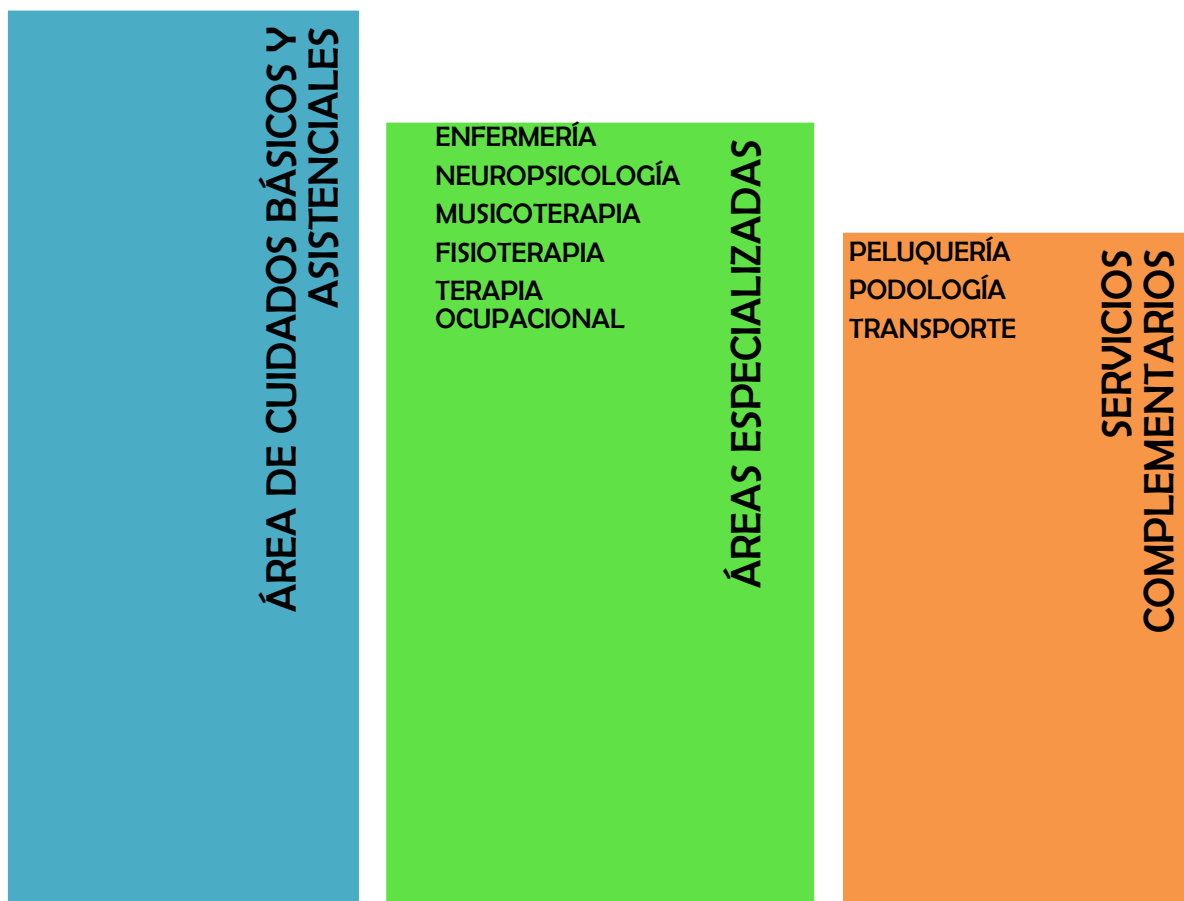 ÁREA DE CUIDADOS BÁSICOS Y
ASISTENCIALES
ENFERMERÍA
NEUROPSICOLOGÍA
MUSICOTERAPIA
FISIOTERAPIA
TERAPIA
OCUPACIONAL
ÁREAS ESPECIALIZADAS
PELUQUERÍA
PODOLOGÍA
TRANSPORTE
SERVICIOS
COMPLEMENTARIOS